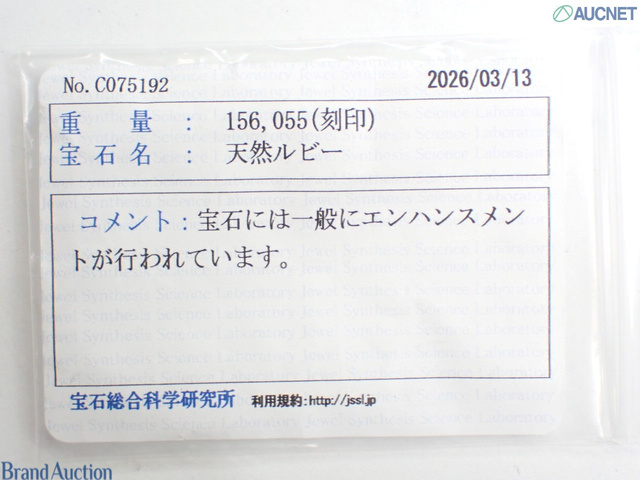 AUCNET
No.C075192
2026/03/13
重量： 156,055(刻印)
宝石名： 天然ルビー
コメント：宝石には一般にエンハンスメン
トが行われています。
宝石総合科学研究所 利用規約:http://jssl.jp
Brand Auction